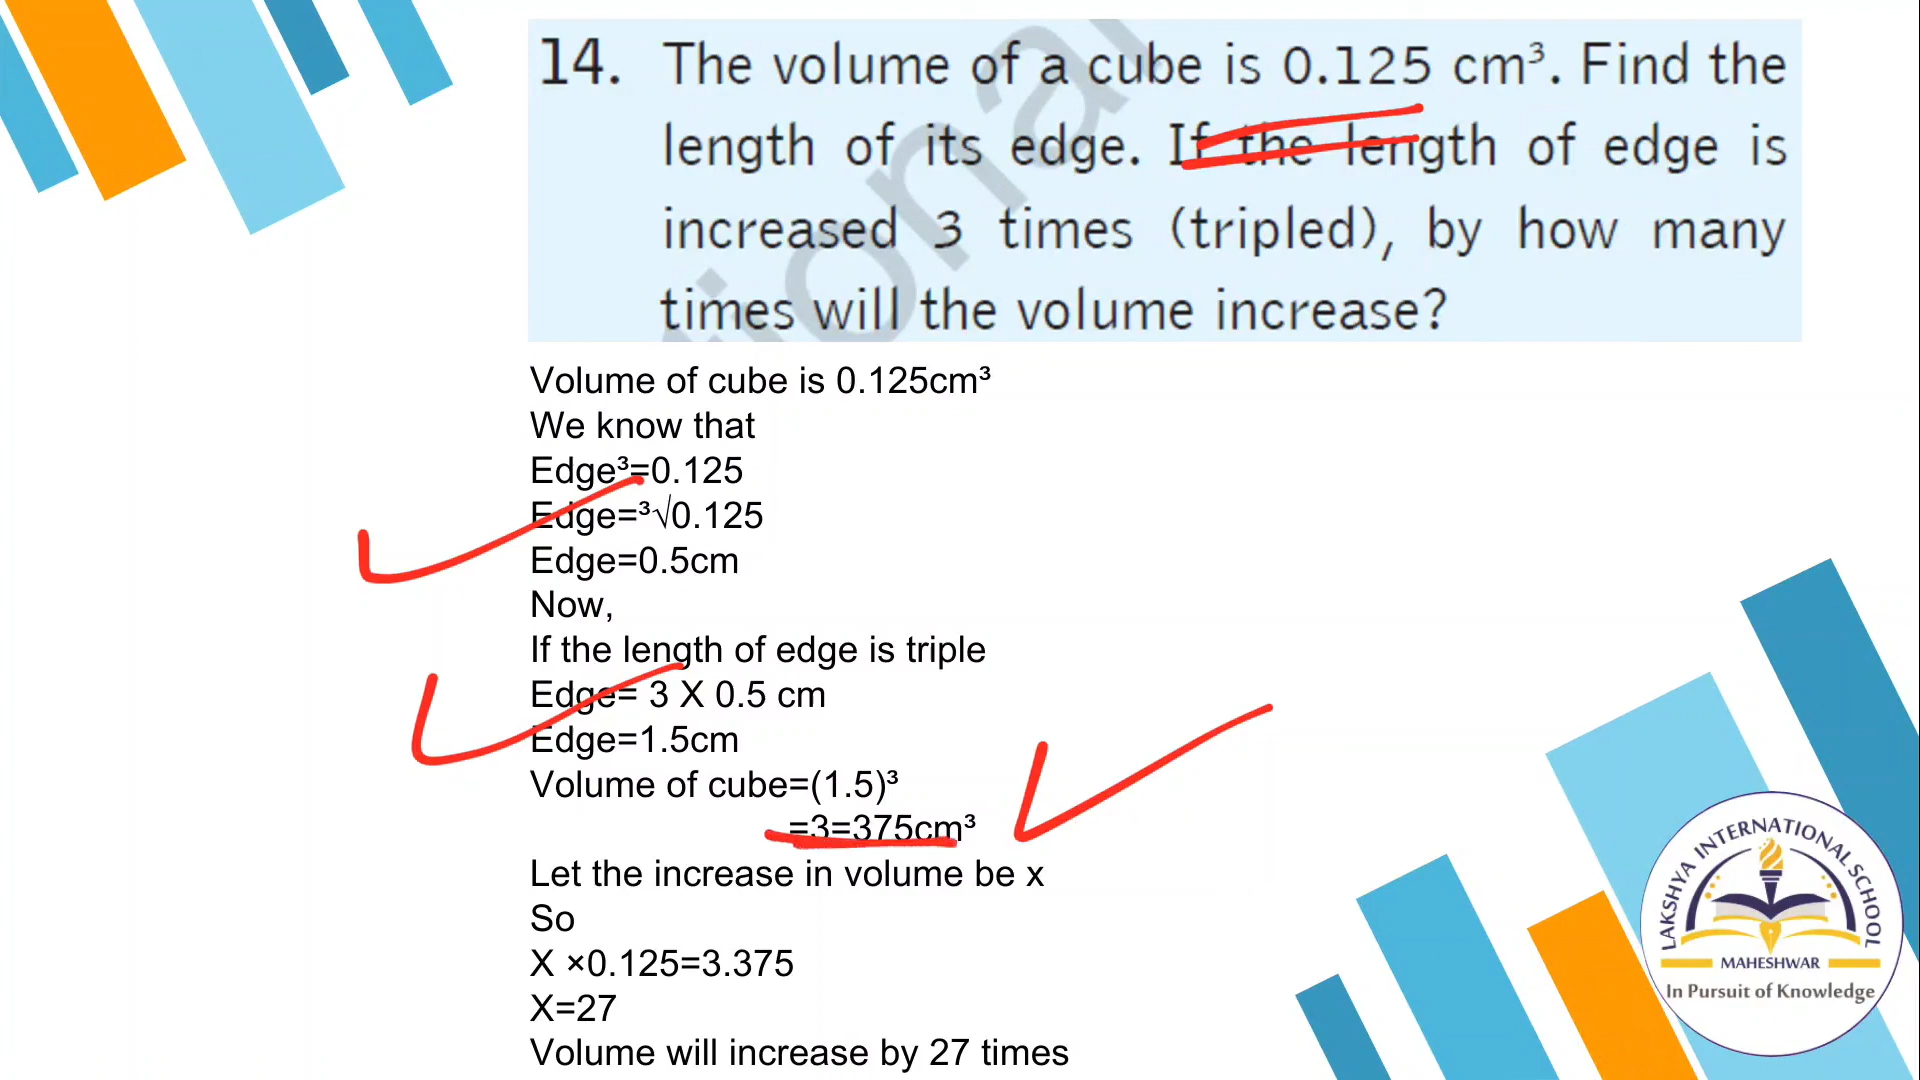 14. The volume of a cube is 0.125 cm³. Find the
length of its edge. If the length of edge is
increased 3 times (tripled), by how many
times will the volume increase?
Volume of cube is 0.125cm³
We know that
Edge³=0.125
Edge=³√0.125
Edge=0.5cm
Now,
If the length of edge is triple
Edge= 3 X 0.5 cm
Edge=1.5cm
Volume of cube=(1.5)³
=3=375cm³
Let the increase in volume be x
So
X ×0.125=3.375
X=27
Volume will increase by 27 times
LAKSHYA INTERNATIONAL SCHOOL
MAHESHWAR
In Pursuit of Knowledge